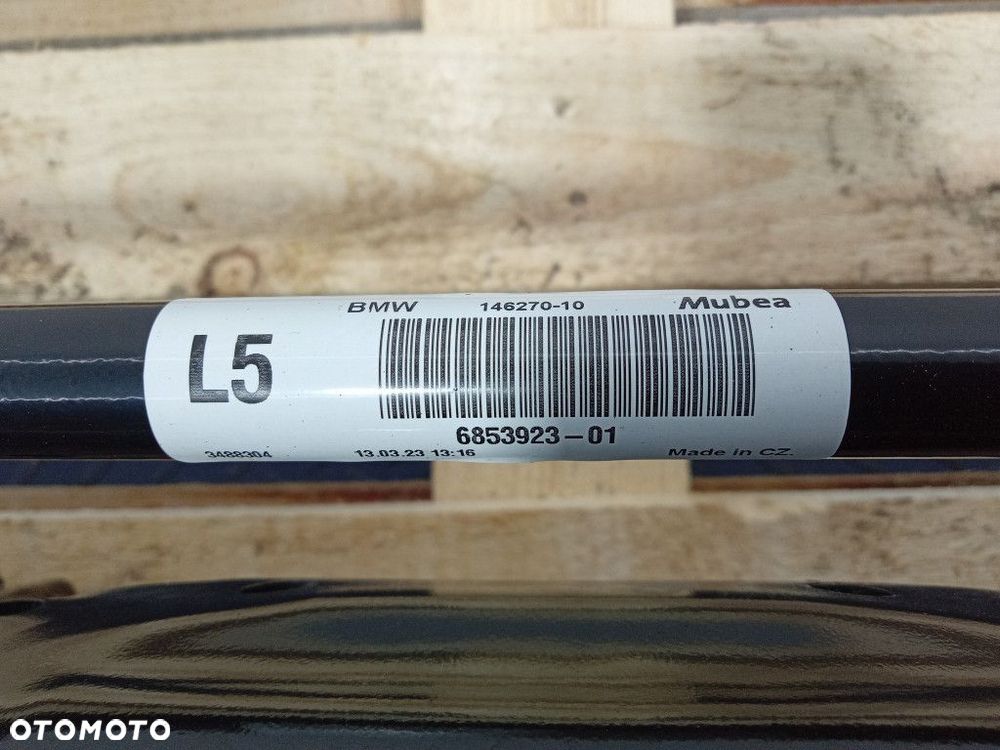 BMW 146270-10 Mubea
L5
6853923-01
3488304 13.03.23 13:16 Made in CZ.
OTOMOTO